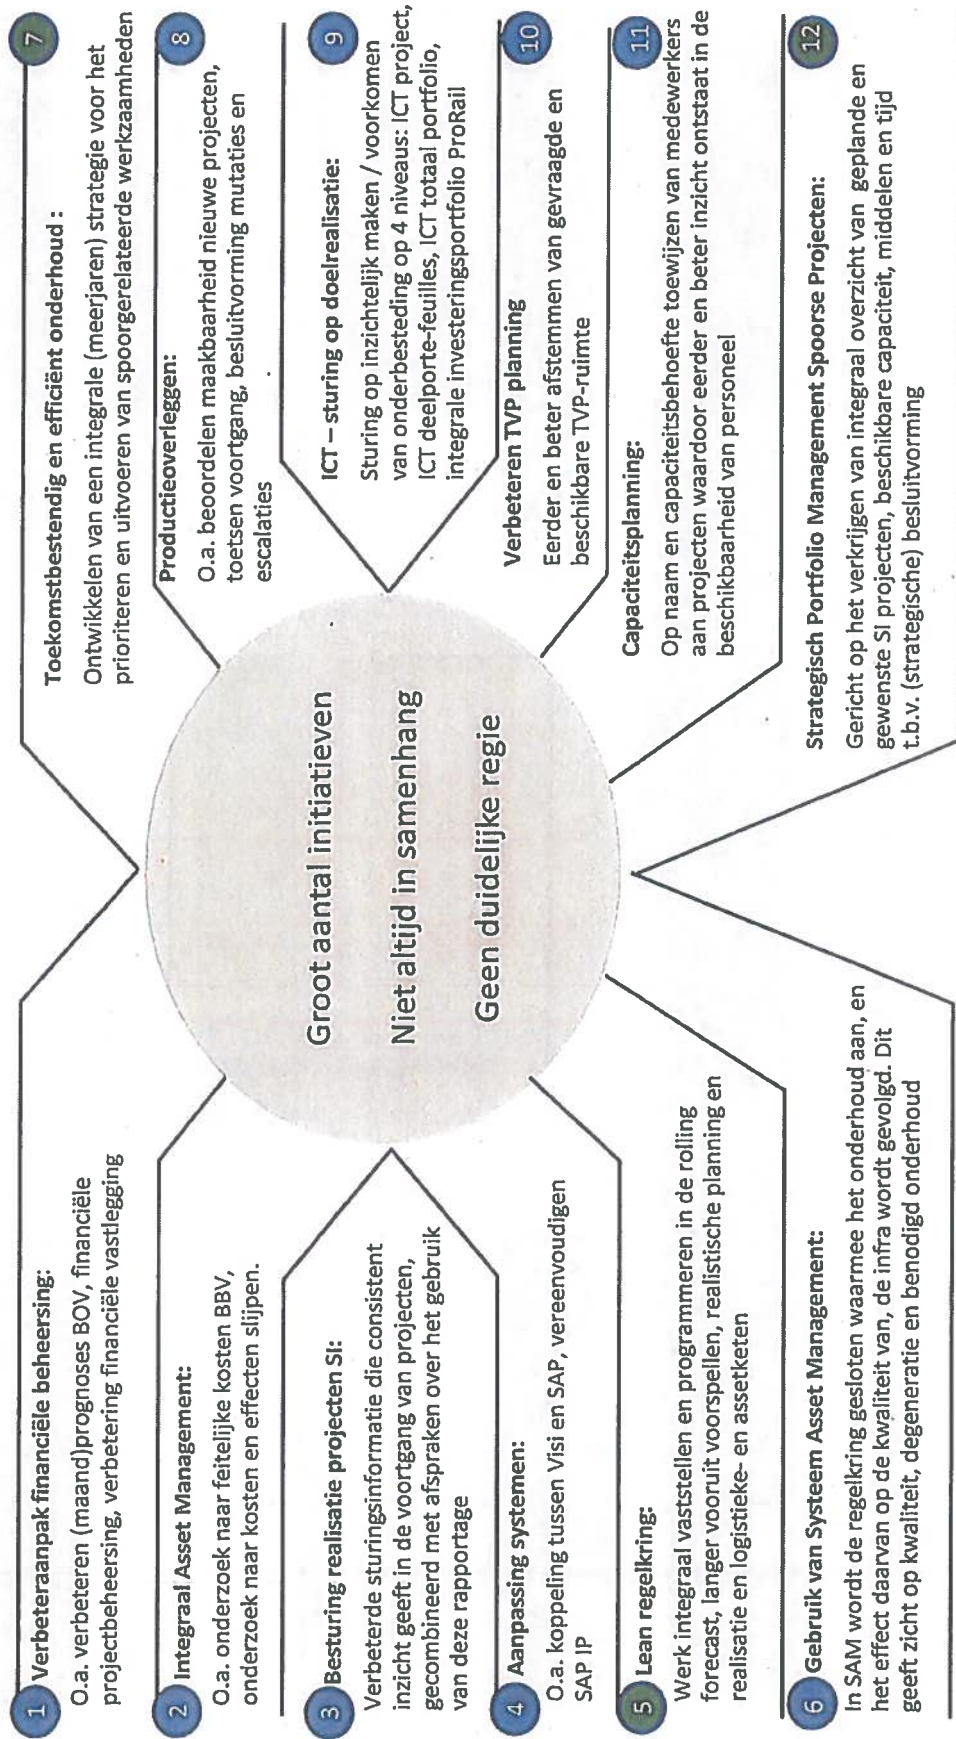 1 Verbeteraanpak financiële beheersing:
O.a. verbeteren (maand)prognoses BOV, financiële
projectbeheersing, verbetering financiële vastlegging
2 Integraal Asset Management:
O.a. onderzoek naar feitelijke kosten BBV,
onderzoek naar kosten en effecten slijpen.
3 Besturing realisatie projecten SI:
Verbeterde sturingsinformatie die consistent
inzicht geeft in de voortgang van projecten,
gecombineerd met afspraken over het gebruik
van deze rapportage
4 Aanpassing systemen:
O.a. koppeling tussen Visi en SAP, vereenvoudigen
SAP IP
5 Lean regelkring:
Werk integraal vaststellen en programmeren in de rolling
forecast, langer vooruit voorspellen, realistische planning en
realisatie en logistieke- en assetketen
6 Gebruik van Systeem Asset Management:
In SAM wordt de regelkring gesloten waarmee het onderhoud aan, en
het effect daarvan op de kwaliteit van, de infra wordt gevolgd. Dit
geeft zicht op kwaliteit, degeneratie en benodigd onderhoud
Groot aantal initiatieven
Niet altijd in samenhang
Geen duidelijke regie
7
Toekomstbestendig en efficiënt onderhoud :
Ontwikkelen van een integrale (meerjaren) strategie voor het
prioriteren en uitvoeren van spoorgerelateerde werkzaamheden
8
Productieoverleggen:
O.a. beoordelen maakbaarheid nieuwe projecten,
toetsen voortgang, besluitvorming mutaties en
escalaties
9
ICT – sturing op doelrealisatie:
Sturing op inzichtelijk maken / voorkomen
van onderbesteding op 4 niveaus: ICT project,
ICT deelporte-feuilles, ICT totaal portfolio,
integrale investeringsportfolio ProRail
10
Verbeteren TVP planning
Eerder en beter afstemmen van gevraagde en
beschikbare TVP-ruimte
11
Capaciteitsplanning:
Op naam en capaciteitsbehoefte toewijzen van medewerkers
aan projecten waardoor eerder en beter inzicht ontstaat in de
beschikbaarheid van personeel
12
Strategisch Portfolio Management Spoorse Projecten:
Gericht op het verkrijgen van integraal overzicht van geplande en
gewenste SI projecten, beschikbare capaciteit, middelen en tijd
t.b.v. (strategische) besluitvorming